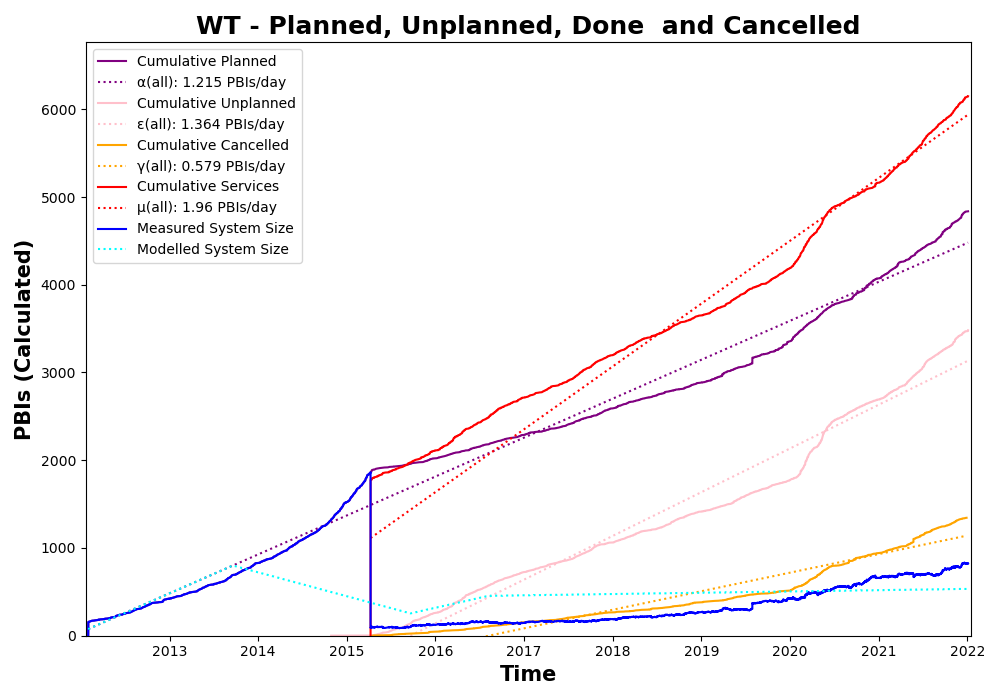 WT - Planned, Unplanned, Done  and Cancelled
PBIs (Calculated)
6000
5000
4000
3000
2000
1000
0
Cumulative Planned
α(all): 1.215 PBIs/day
Cumulative Unplanned
ε(all): 1.364 PBIs/day
Cumulative Cancelled
γ(all): 0.579 PBIs/day
Cumulative Services
μ(all): 1.96 PBIs/day
Measured System Size
Modelled System Size
2013 2014 2015 2016 2017 2018 2019 2020 2021 2022
Time